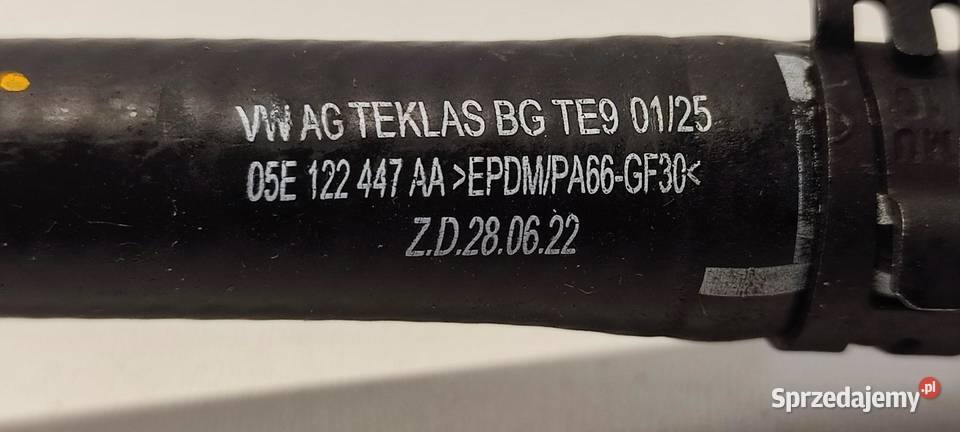 VW AG TEKLAS BG TE9 01/25
05E 122 447 AA >EPDM/PA66-GF30<
Z.D.28.06.22
Sprzedajemy.pl